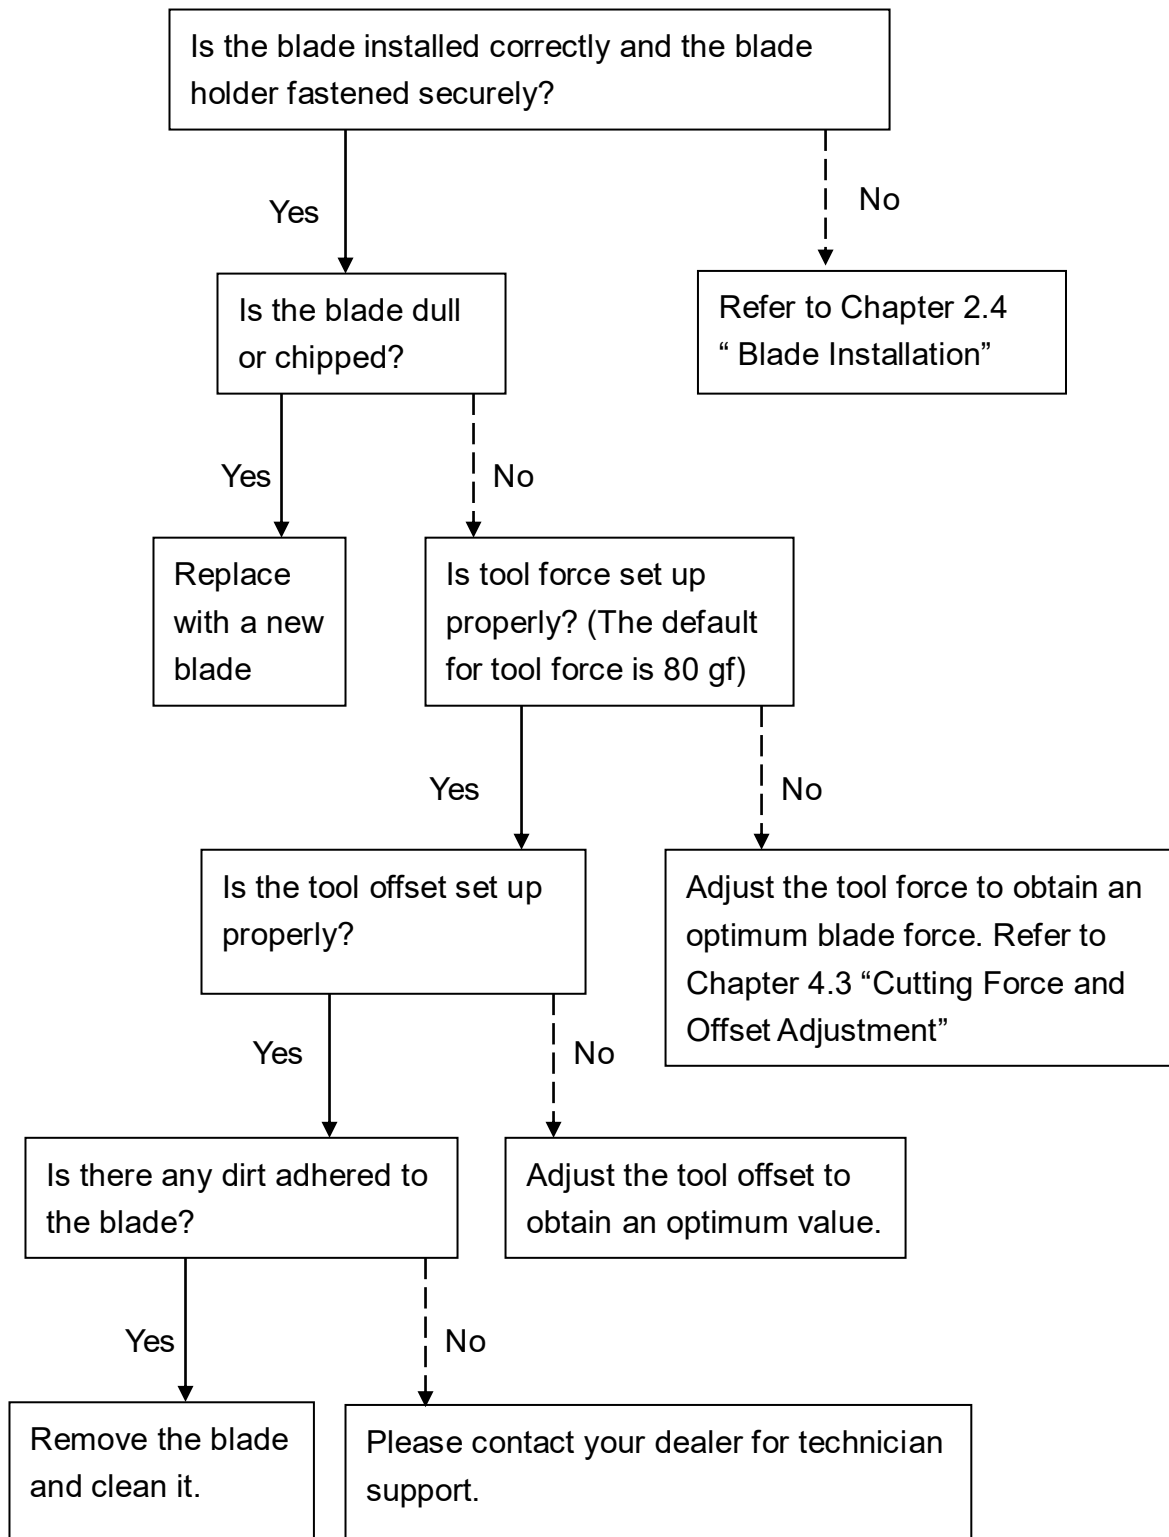 Is the blade installed correctly and the blade
holder fastened securely?
Yes
No
Is the blade dull
or chipped?
Refer to Chapter 2.4
“ Blade Installation”
Yes
No
Replace
with a new
blade
Is tool force set up
properly? (The default
for tool force is 80 gf)
Yes
No
Is the tool offset set up
properly?
Adjust the tool force to obtain an
optimum blade force. Refer to
Chapter 4.3 “Cutting Force and
Offset Adjustment”
Yes
No
Is there any dirt adhered to
the blade?
Adjust the tool offset to
obtain an optimum value.
Yes
No
Remove the blade
and clean it.
Please contact your dealer for technician
support.